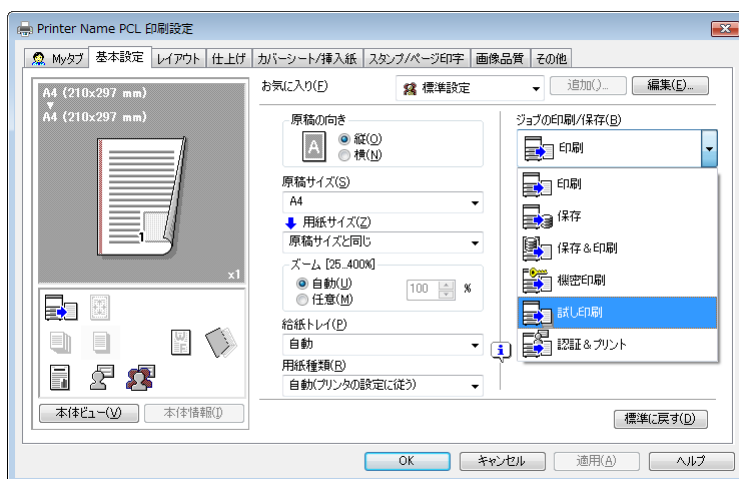 Printer Name PCL 印刷設定
Myタブ 基本設定 レイアウト 仕上げ カバーシート/挿入紙 スタンプ/ページ印字 画像品質 その他
A4 (210x297 mm)
A4 (210x297 mm)
1
x1
本体ビュー(V) 本体情報(I)
お気に入り(F) 標準設定 追加()... 編集(E)...
原稿の向き
A
縦(O)
横(N)
原稿サイズ(S)
A4
用紙サイズ(Z)
原稿サイズと同じ
ズーム [25..400%]
自動(U)
任意(M)
100 %
給紙トレイ(P)
自動
用紙種類(R)
自動(プリンタの設定に従う)
ジョブの印刷/保存(B)
印刷
印刷
保存
保存 & 印刷
機密印刷
試し印刷
認証 & プリント
標準に戻す(D)
OK キャンセル 適用(A) ヘルプ